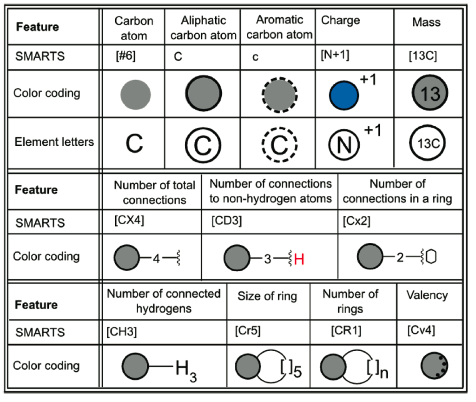 Feature Carbon atom Aliphatic carbon atom Aromatic carbon atom Charge Mass
SMARTS [#6] C c [N+1] [13C]
Color coding +1 13
Element letters C C C N +1 13C
Feature Number of total connections Number of connections to non-hydrogen atoms Number of connections in a ring
SMARTS [CX4] [CD3] [Cx2]
Color coding 4 3 H 2
Feature Number of connected hydrogens Size of ring Number of rings Valency
SMARTS [CH3] [Cr5] [CR1] [Cv4]
Color coding H3 [ ]5 [ ]n